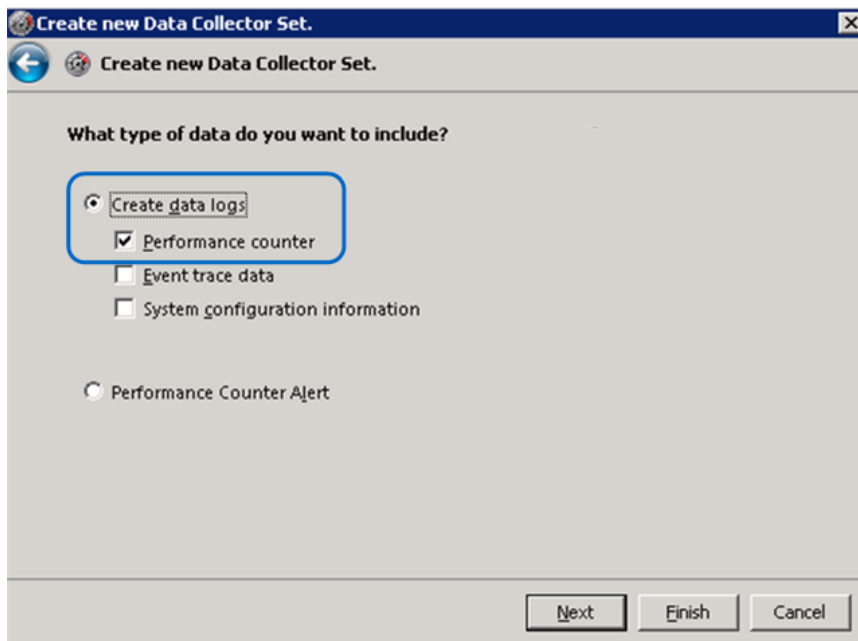 Create new Data Collector Set.
Create new Data Collector Set.
What type of data do you want to include?
Create data logs
Performance counter
Event trace data
System configuration information
Performance Counter Alert
Next Finish Cancel